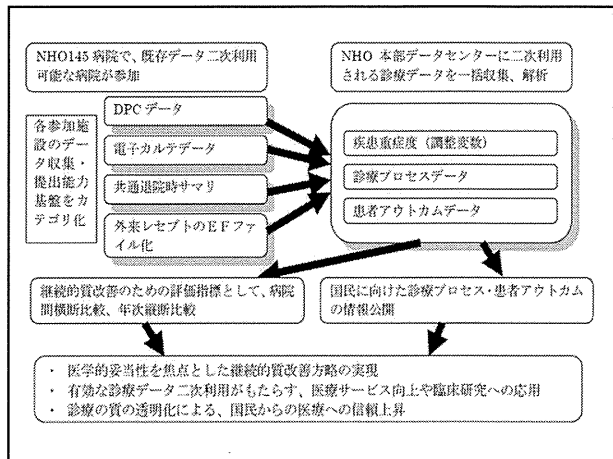 NHO145 病院で、既存データ二次利用
可能な病院が参加
NHO 本部データセンターに二次利用
される診療データを一括収集、解析
各参加施
設のデー
タ収集・
提出能力
基盤をカ
テゴリ化
DPC データ
電子カルテデータ
共通退院時サマリ
外来レセプトのEFファ
イル化
疾患重症度（調整変数）
診療プロセスデータ
患者アウトカムデータ
継続的質改善のための評価指標として、病院
間横断比較、年次縦断比較
国民に向けた診療プロセス・患者アウトカム
の情報公開
・ 医学的妥当性を焦点とした継続的質改善方略の実現
・ 有効な診療データ二次利用がもたらす、医療サービス向上や臨床研究への応用
・ 診療の質の透明化による、国民からの医療への信頼上昇